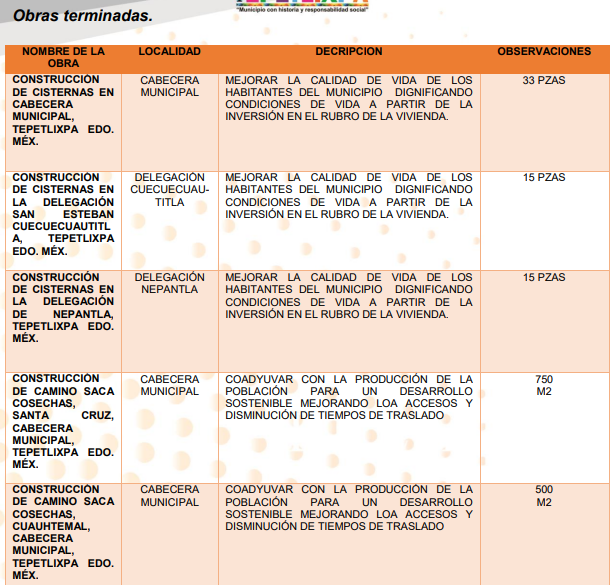 "Municipio con historia y responsabilidad social"
Obras terminadas.
NOMBRE DE LA
OBRA
LOCALIDAD
DECRIPCION
OBSERVACIONES
CONSTRUCCIÓN
DE CISTERNAS EN
CABECERA
MUNICIPAL,
TEPETLIXPA EDO.
MÉX.
CABECERA
MUNICIPAL
MEJORAR LA CALIDAD DE VIDA DE LOS
HABITANTES DEL MUNICIPIO DIGNIFICANDO
CONDICIONES DE VIDA A PARTIR DE LA
INVERSIÓN EN EL RUBRO DE LA VIVIENDA.
33 PZAS
CONSTRUCCIÓN
DE CISTERNAS EN
LA DELEGACIÓN
SAN ESTEBAN
CUECUECUAUTITL
A, TEPETLIXPA
EDO. MÉX.
DELEGACIÓN
CUECUECUAU-
TITLA
MEJORAR LA CALIDAD DE VIDA DE LOS
HABITANTES DEL MUNICIPIO DIGNIFICANDO
CONDICIONES DE VIDA A PARTIR DE LA
INVERSIÓN EN EL RUBRO DE LA VIVIENDA.
15 PZAS
CONSTRUCCIÓN
DE CISTERNAS EN
LA DELEGACIÓN
DE NEPANTLA,
TEPETLIXPA EDO.
MÉX.
DELEGACIÓN
NEPANTLA
MEJORAR LA CALIDAD DE VIDA DE LOS
HABITANTES DEL MUNICIPIO DIGNIFICANDO
CONDICIONES DE VIDA A PARTIR DE LA
INVERSIÓN EN EL RUBRO DE LA VIVIENDA.
15 PZAS
CONSTRUCCIÓN
DE CAMINO SACA
COSECHAS,
SANTA CRUZ,
CABECERA
MUNICIPAL,
TEPETLIXPA EDO.
MÉX.
CABECERA
MUNICIPAL
COADYUVAR CON LA PRODUCCIÓN DE LA
POBLACIÓN PARA UN DESARROLLO
SOSTENIBLE MEJORANDO LOA ACCESOS Y
DISMINUCIÓN DE TIEMPOS DE TRASLADO
750
M2
CONSTRUCCIÓN
DE CAMINO SACA
COSECHAS,
CUAUHTEMAL,
CABECERA
MUNICIPAL,
TEPETLIXPA EDO.
MÉX.
CABECERA
MUNICIPAL
COADYUVAR CON LA PRODUCCIÓN DE LA
POBLACIÓN PARA UN DESARROLLO
SOSTENIBLE MEJORANDO LOA ACCESOS Y
DISMINUCIÓN DE TIEMPOS DE TRASLADO
500
M2